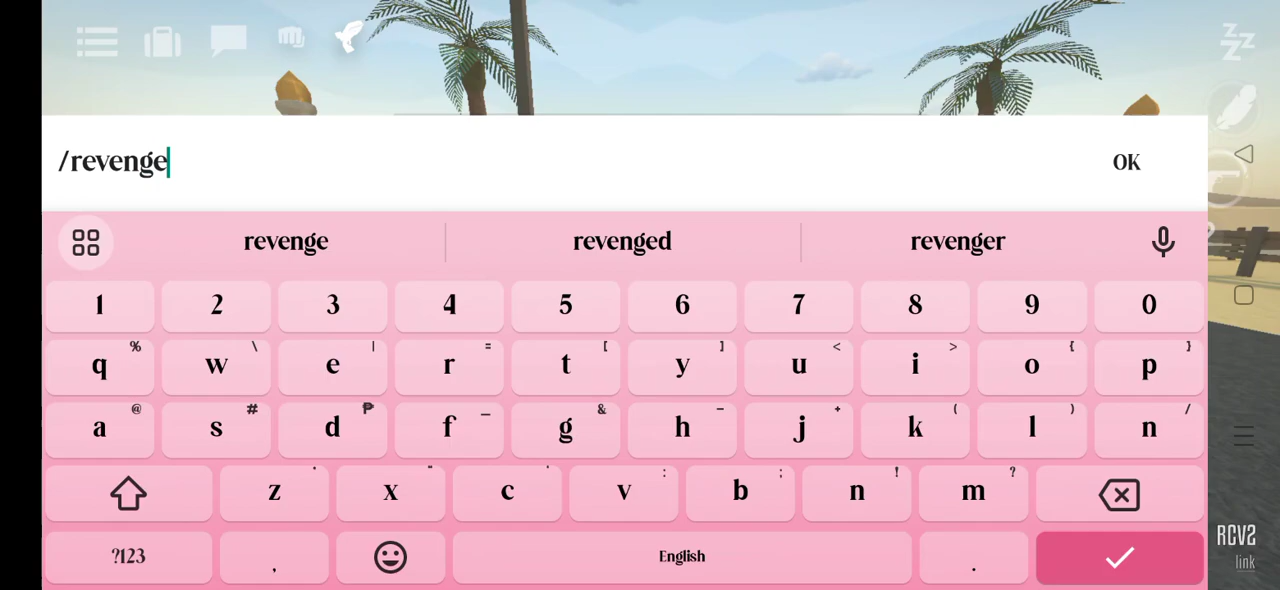 /revenge
OK
revenge revenged revenger
1 2 3 4 5 6 7 8 9 0
% \ | = [ ] < > { }
q w e r t y u i o p
@ # ₱ _ & - + ( ) /
a s d f g h j k l n
: ; ! ?
z x c v b n m
?123 , English .
RCV2
link